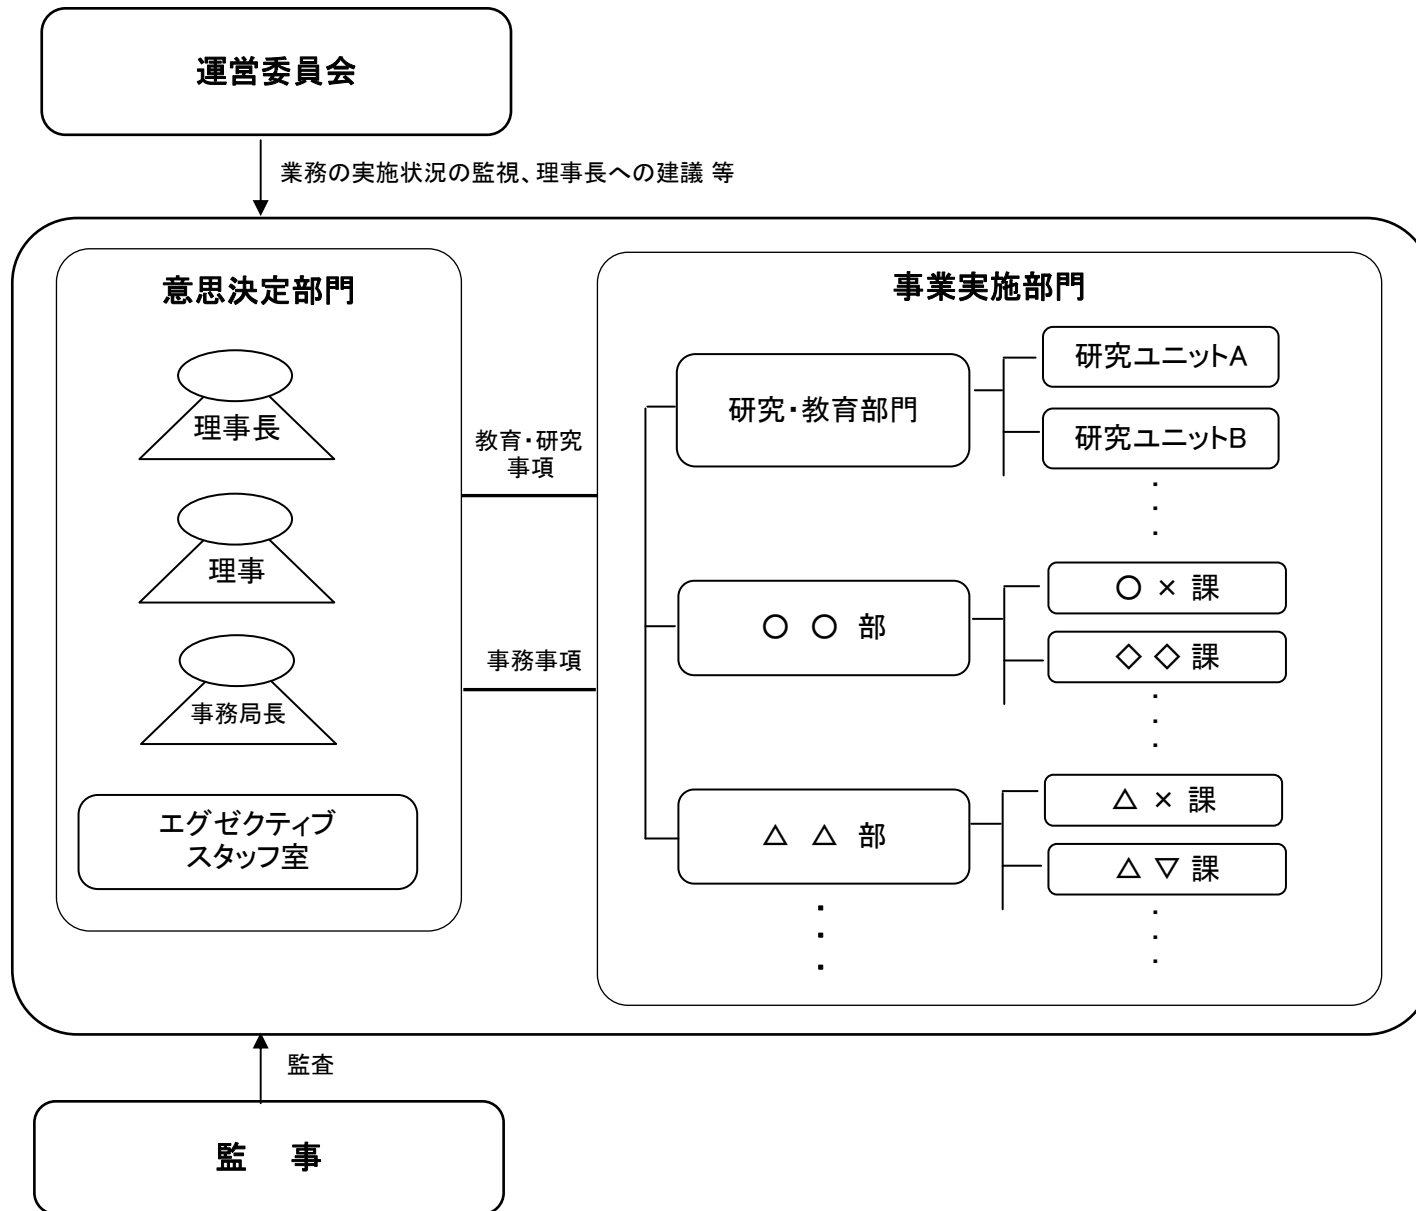 運営委員会
業務の実施状況の監視、理事長への建議 等
意思決定部門
理事長
理事
事務局長
エグゼクティブ
スタッフ室
教育・研究
事項
事務事項
事業実施部門
研究・教育部門
研究ユニットA
研究ユニットB
・
・
・
○ ○ 部
○ × 課
◇ ◇ 課
・
・
・
△ △ 部
△ × 課
△ ▽ 課
・
・
・
・
・
・
監査
監 事